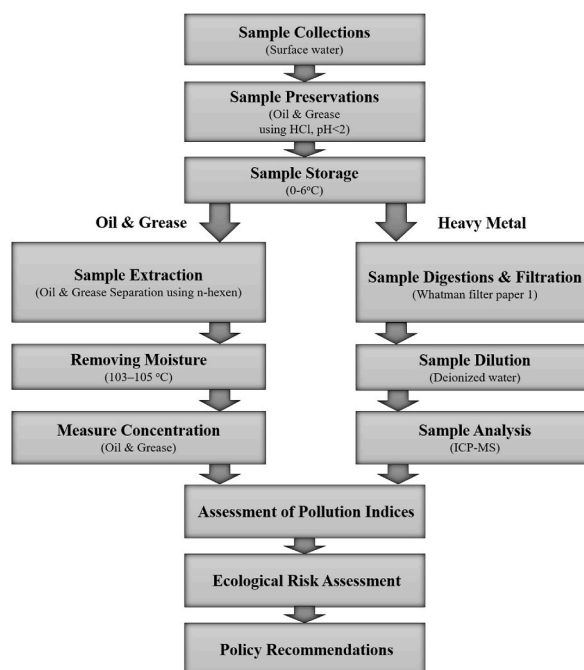 Sample Collections
(Surface water)
Sample Preservations
(Oil & Grease
using HCl, pH<2)
Sample Storage
(0-6°C)
Oil & Grease
Heavy Metal
Sample Extraction
(Oil & Grease Separation using n-hexen)
Sample Digestions & Filtration
(Whatman filter paper 1)
Removing Moisture
(103–105 °C)
Sample Dilution
(Deionized water)
Measure Concentration
(Oil & Grease)
Sample Analysis
(ICP-MS)
Assessment of Pollution Indices
Ecological Risk Assessment
Policy Recommendations